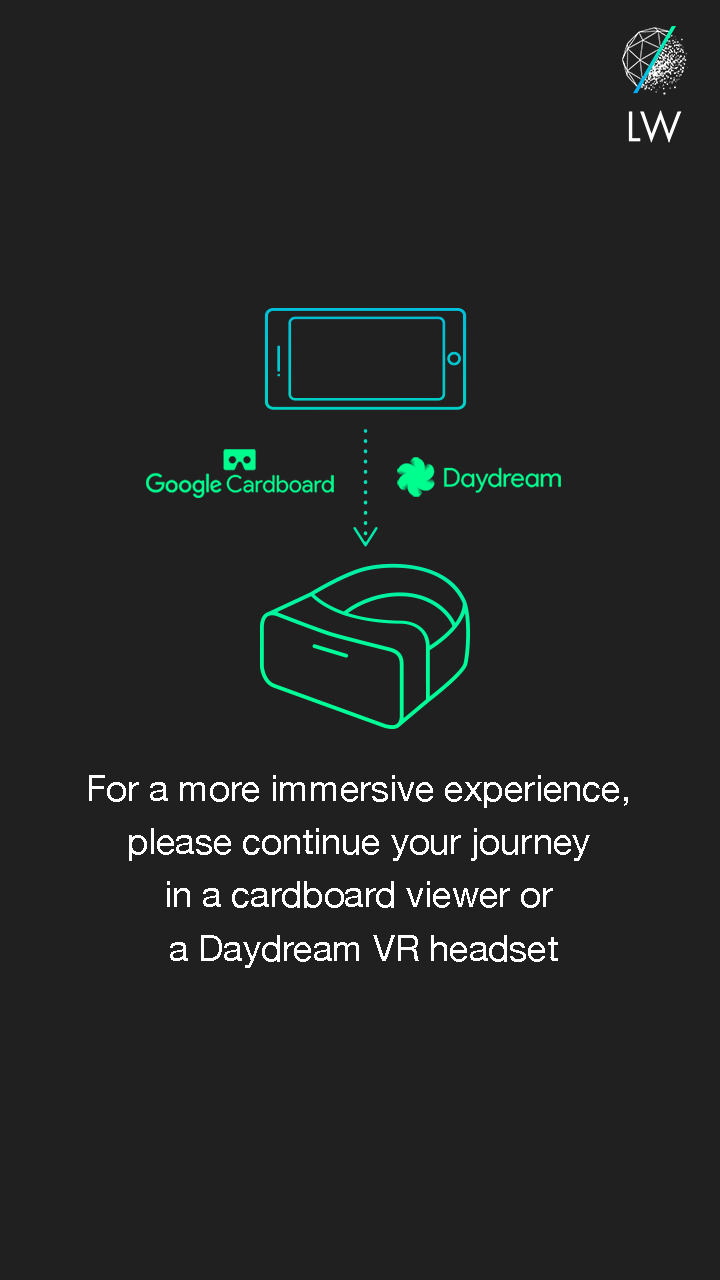 LW
Google Cardboard
Daydream
For a more immersive experience,
please continue your journey
in a cardboard viewer or
a Daydream VR headset